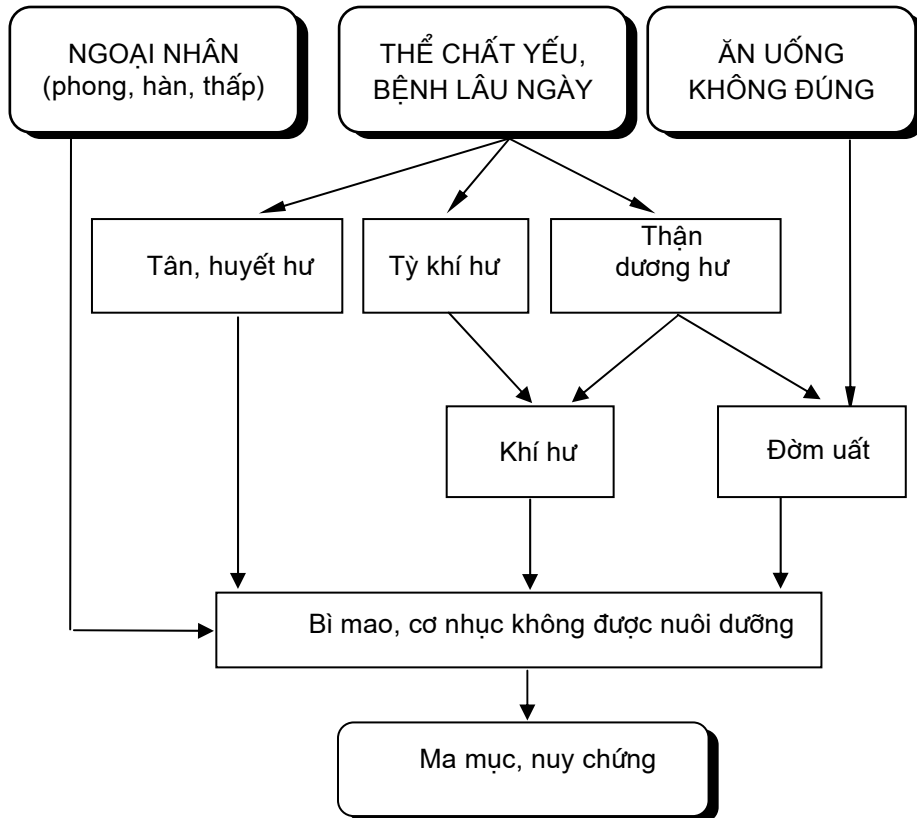 NGOẠI NHÂN
(phong, hàn, thấp)
THỂ CHẤT YẾU,
BỆNH LÂU NGÀY
ĂN UỐNG
KHÔNG ĐÚNG
Tân, huyết hư
Tỳ khí hư
Thận
dương hư
Khí hư
Đờm uất
Bì mao, cơ nhục không được nuôi dưỡng
Ma mục, nuy chứng